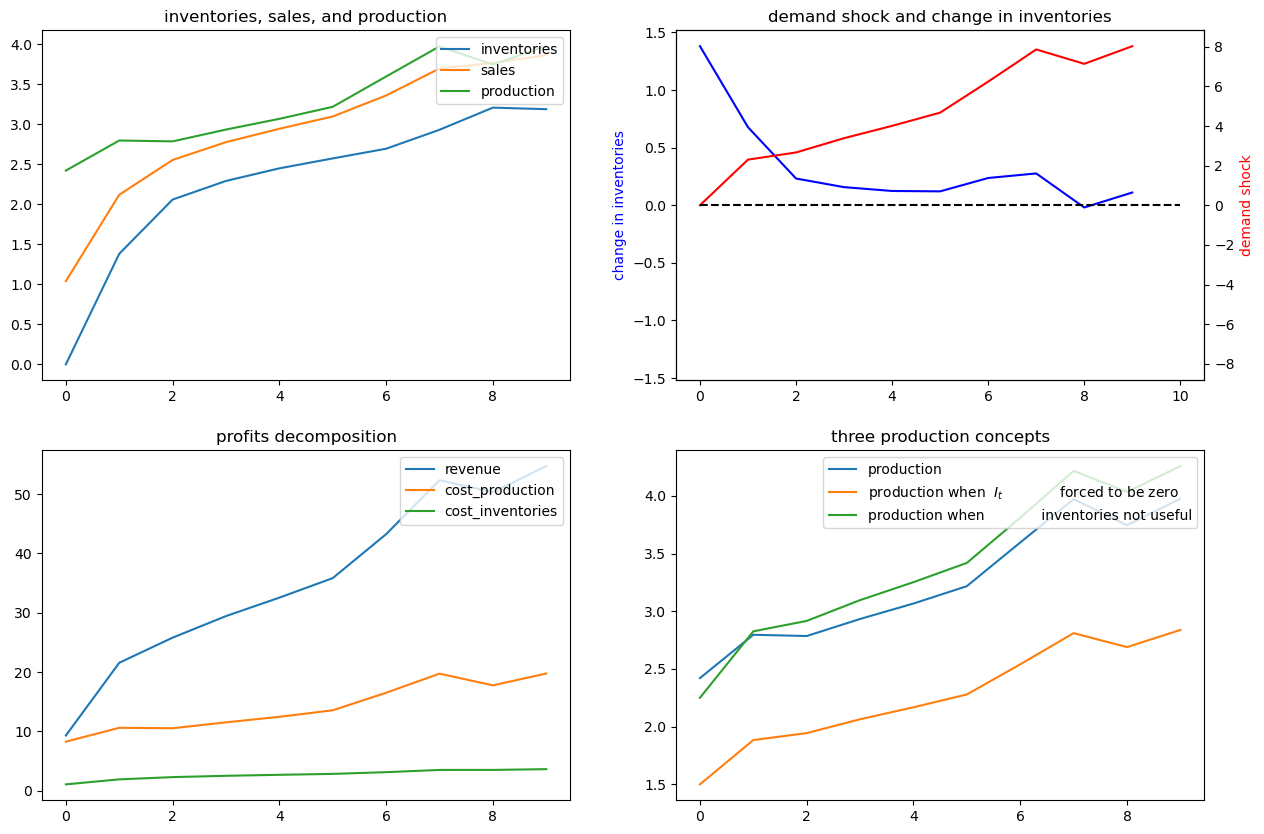 inventories, sales, and production
4.0
3.5
3.0
2.5
2.0
1.5
1.0
0.5
0.0
0 2 4 6 8
inventories
sales
production
demand shock and change in inventories
change in inventories
1.5
1.0
0.5
0.0
−0.5
−1.0
−1.5
0 2 4 6 8 10
8
6
4
2
0
−2
−4
−6
−8
demand shock
profits decomposition
50
40
30
20
10
0
0 2 4 6 8
revenue
cost_production
cost_inventories
three production concepts
4.0
3.5
3.0
2.5
2.0
1.5
0 2 4 6 8
production
production when I_t forced to be zero
production when inventories not useful